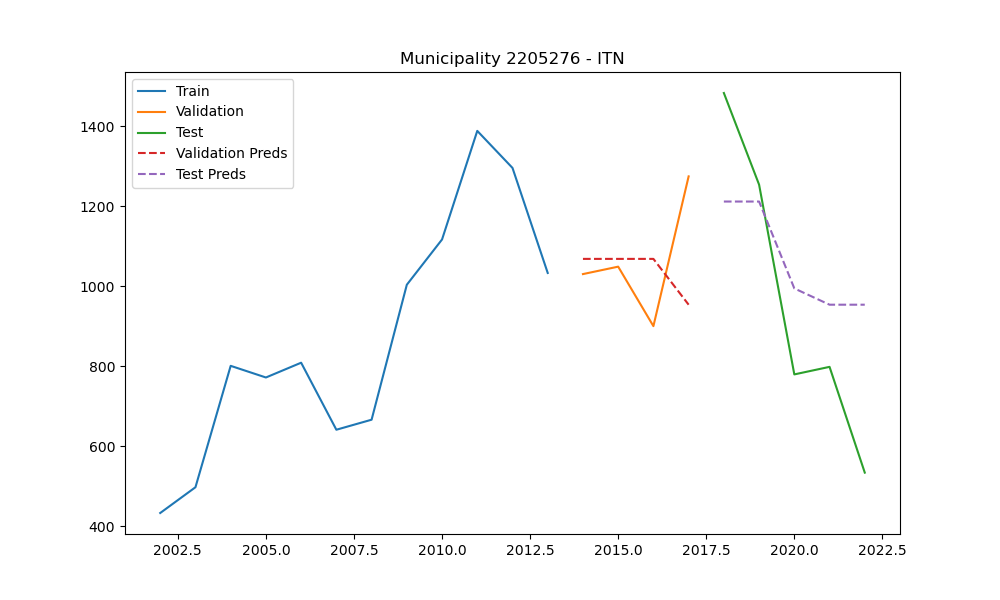 Municipality 2205276 - ITN
Train
Validation
Test
Validation Preds
Test Preds
1400
1200
1000
800
600
400
2002.5 2005.0 2007.5 2010.0 2012.5 2015.0 2017.5 2020.0 2022.5